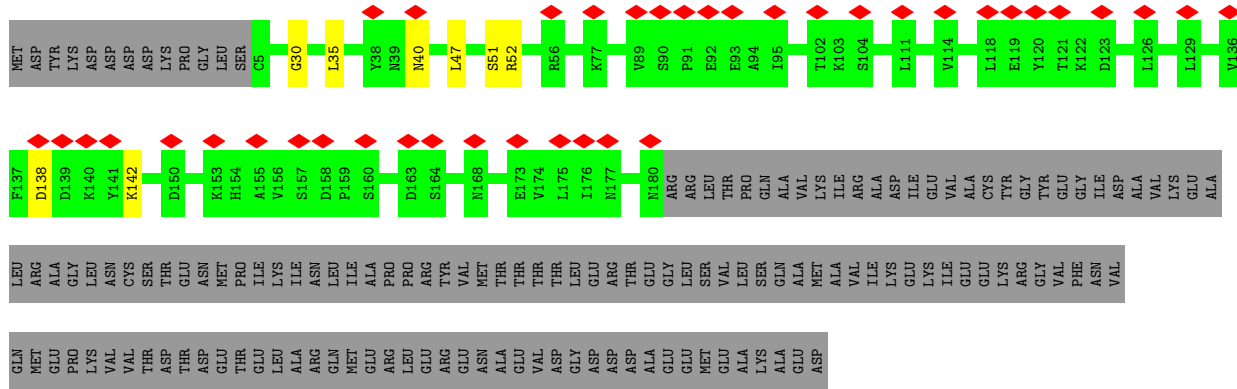 MET ASP TYR LYS ASP ASP ASP ASP LYS PRO GLY LEU SER C5 G30 L35 Y38 N39 N40 L47 S51 R52 R56 K77 V89 S90 P91 E92 E93 A94 I95 T102 K103 S104 L111 V114 L118 E119 Y120 T121 K122 D123 L126 L129 V136
F137 D138 D139 K140 Y141 K142 D150 K153 H154 A155 V156 S157 D158 P159 S160 D163 S164 N168 E173 V174 L175 I176 N177 N180 ARG ARG LEU THR PRO GLN ALA VAL LYS ILE ARG ALA ASP ILE GLU VAL ALA CYS TYR GLY TYR GLU GLY ILE ASP ALA VAL LYS GLU ALA
LEU ARG ALA GLY LEU ASN CYS SER THR GLU ASN MET PRO ILE LYS ILE ASN LEU ILE ALA PRO PRO ARG TYR VAL MET THR THR THR THR LEU GLU ARG THR GLU GLY LEU SER VAL LEU SER GLN ALA MET ALA VAL ILE LYS GLU LYS ILE GLU GLU LYS ARG GLY VAL PHE ASN VAL
GLN MET GLU PRO LYS VAL VAL THR ASP THR ASP GLU THR GLU LEU ALA ARG GLN MET GLU ARG LEU GLU ARG GLU ASN ALA GLU VAL ASP GLY ASP ASP ASP ALA GLU GLU MET GLU ALA LYS ALA GLU ASP